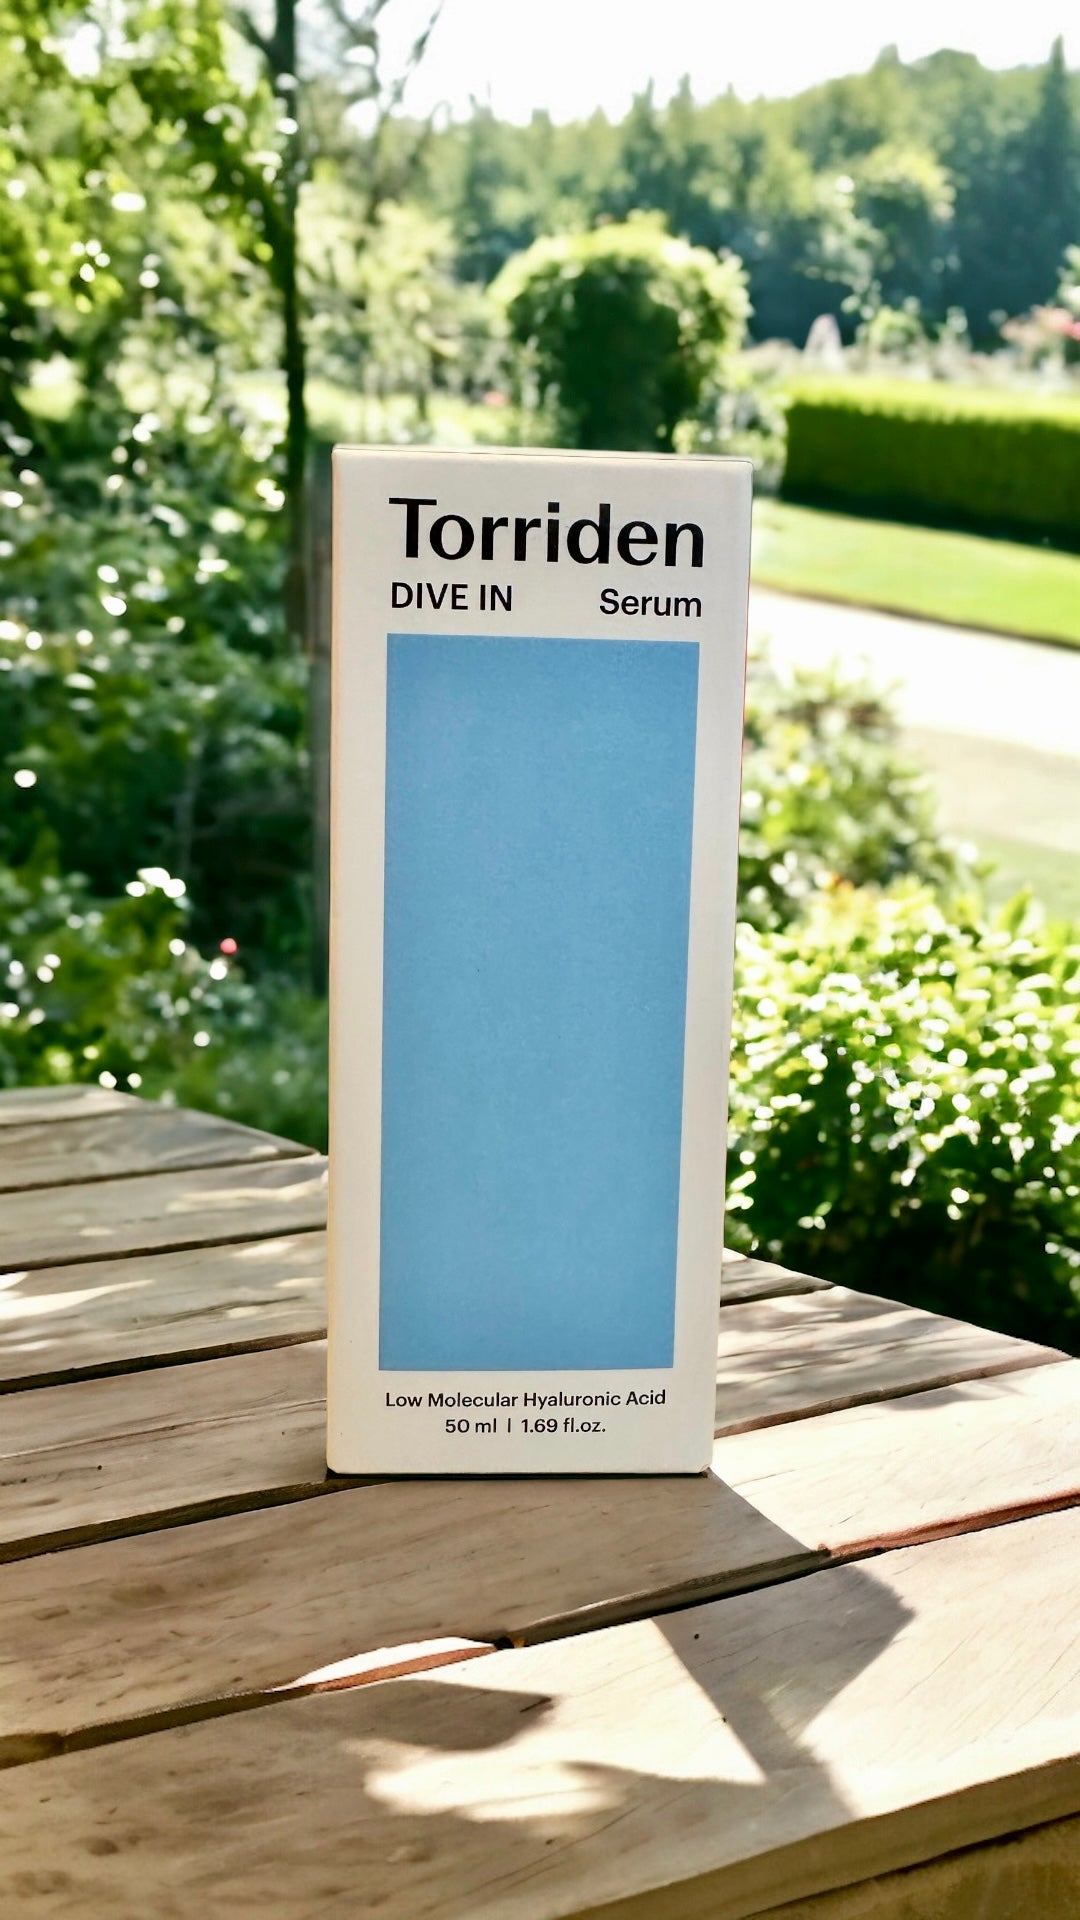 Torriden
DIVE IN Serum
Low Molecular Hyaluronic Acid
50 ml | 1.69 fl.oz.